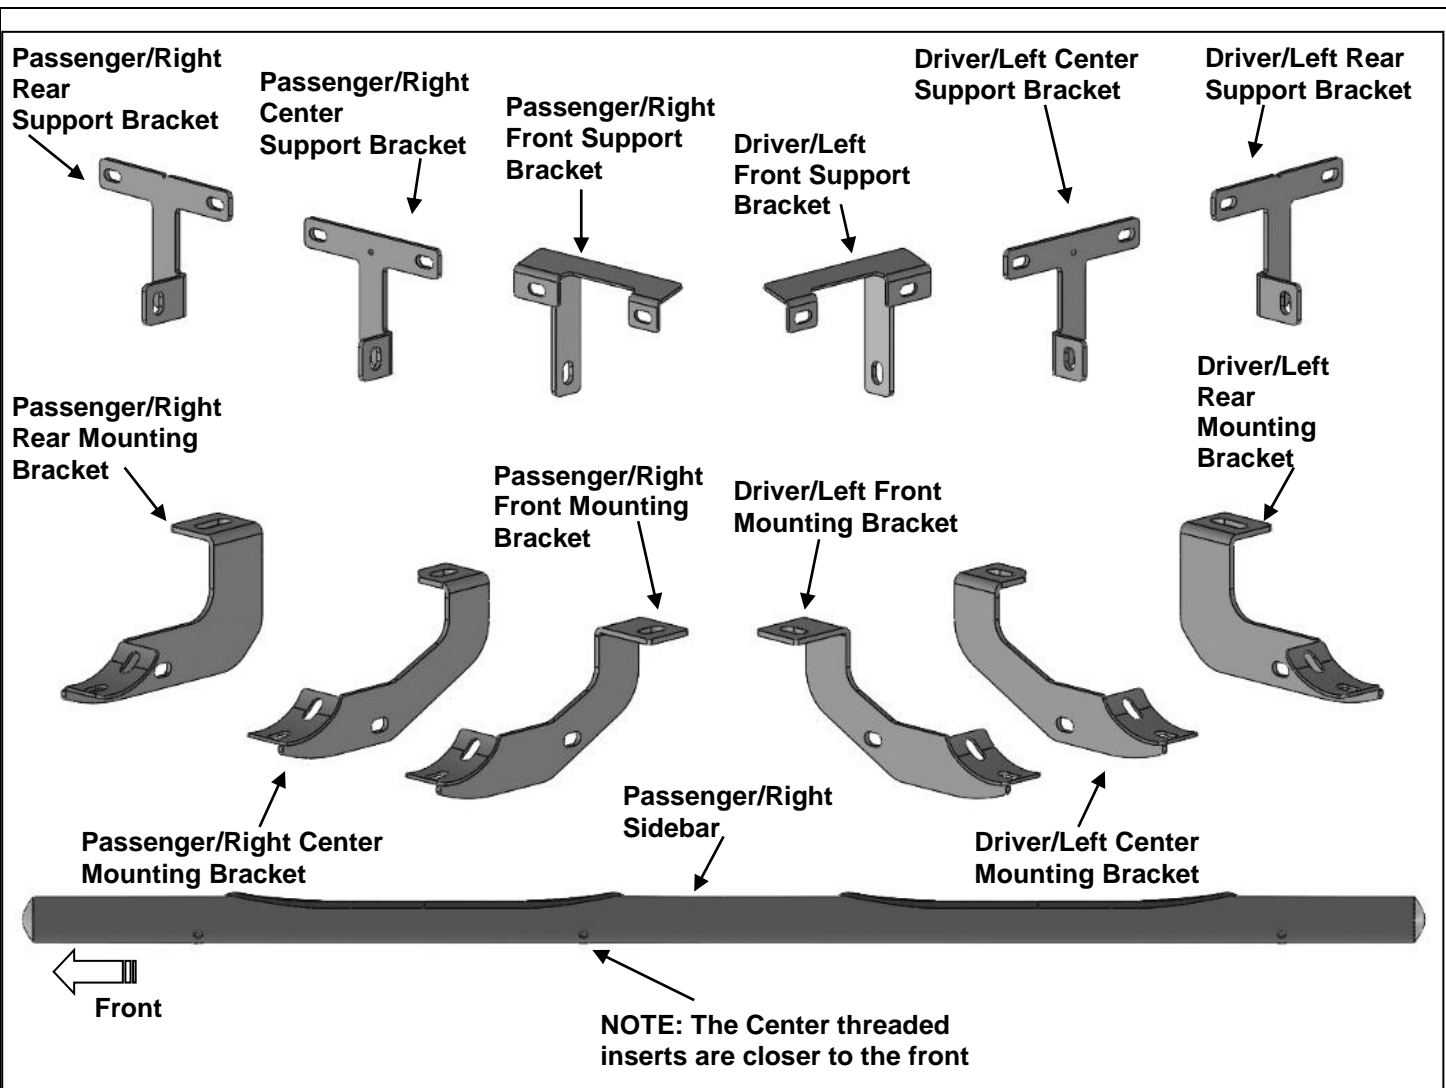 Passenger/Right
Rear
Support Bracket
Passenger/Right
Center
Support Bracket
Passenger/Right
Front Support
Bracket
Driver/Left
Front Support
Bracket
Driver/Left Center
Support Bracket
Driver/Left Rear
Support Bracket
Passenger/Right
Rear Mounting
Bracket
Passenger/Right
Front Mounting
Bracket
Driver/Left Front
Mounting Bracket
Driver/Left
Rear
Mounting
Bracket
Passenger/Right Center
Mounting Bracket
Passenger/Right
Sidebar
Driver/Left Center
Mounting Bracket
Front
NOTE: The Center threaded
inserts are closer to the front